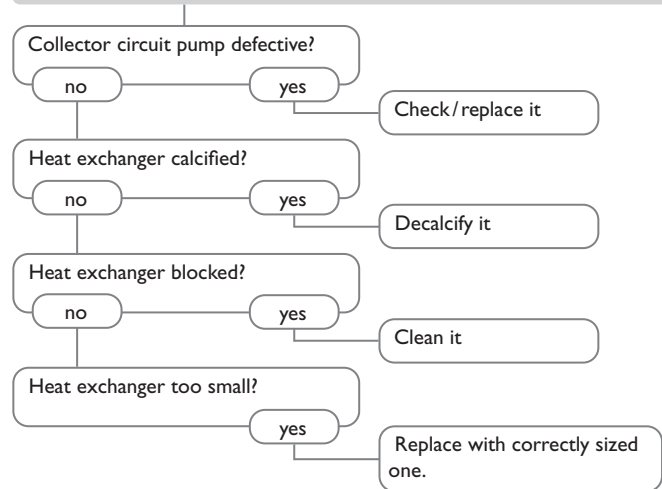 Collector circuit pump defective?
no
yes
Check/replace it
Heat exchanger calcified?
no
yes
Decalcify it
Heat exchanger blocked?
no
yes
Clean it
Heat exchanger too small?
yes
Replace with correctly sized
one.